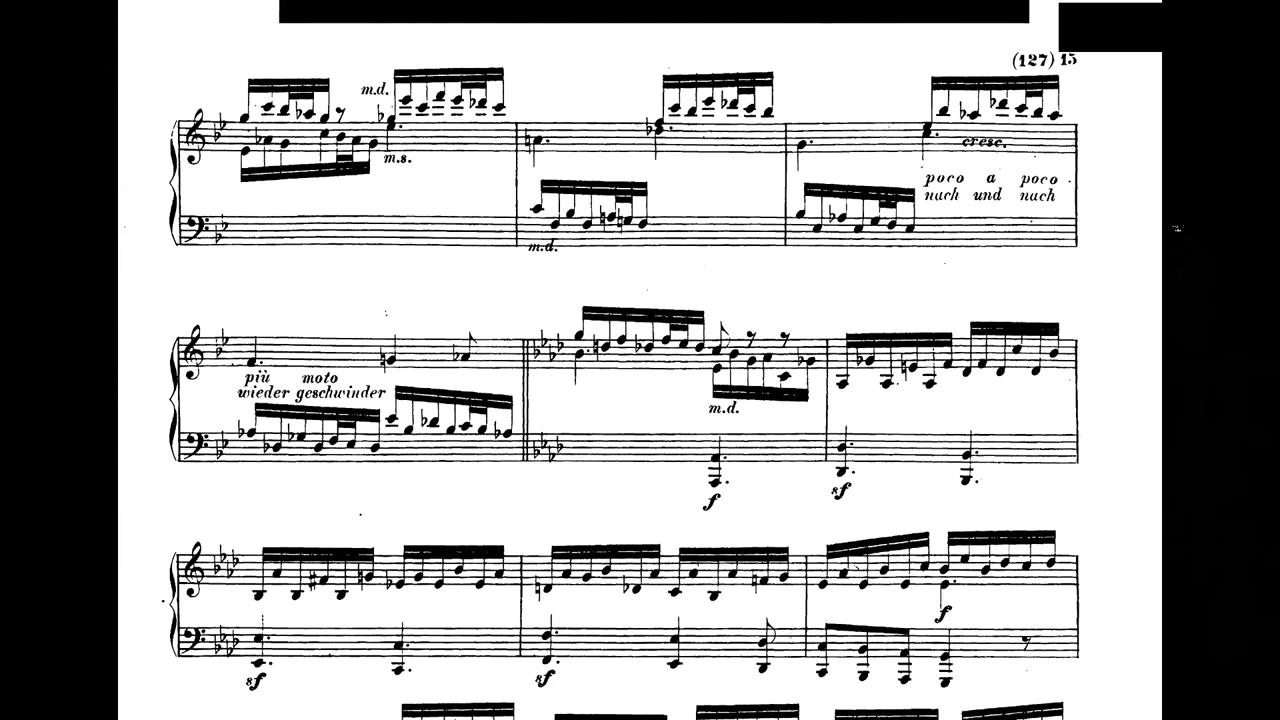 (127) 15
m.d.
m.s.
cresc.
poco a poco
nach und nach
m.d.
più moto
wieder geschwinder
m.d.
f
sf
f
sf
sf